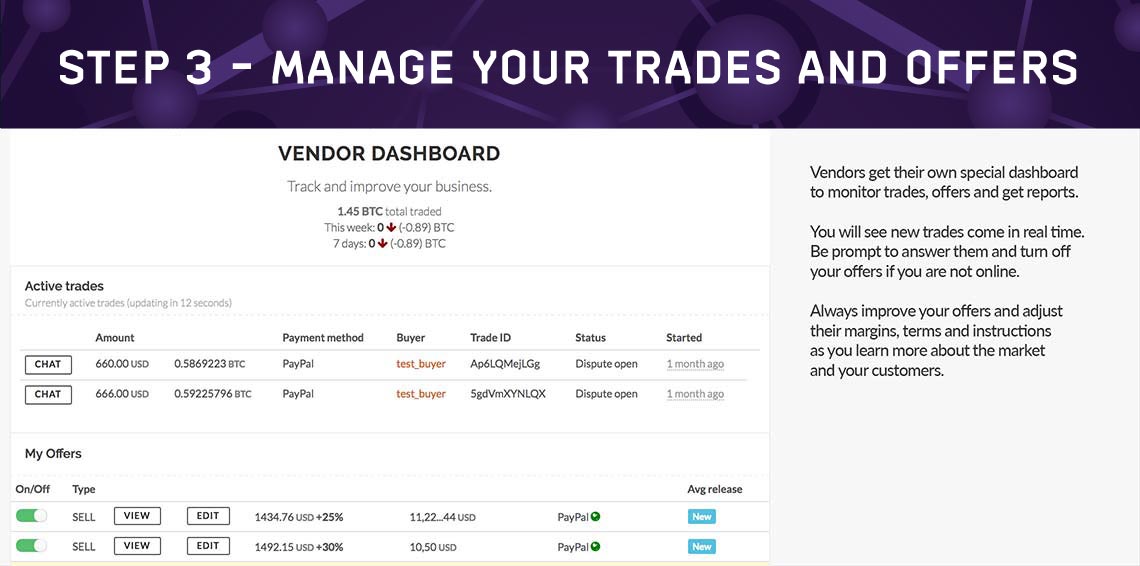 STEP 3 - MANAGE YOUR TRADES AND OFFERS
VENDOR DASHBOARD
Track and improve your business.
1.45 BTC total traded
This week: 0 (-0.89) BTC
7 days: 0 (-0.89) BTC
Active trades
Currently active trades (updating in 12 seconds)
Amount Payment method Buyer Trade ID Status Started
CHAT 660.00 USD 0.5869223 BTC PayPal test_buyer Ap6LQMejLGg Dispute open 1 month ago
CHAT 666.00 USD 0.59225796 BTC PayPal test_buyer 5gdVmXYNLQX Dispute open 1 month ago
My Offers
On/Off Type Avg release
SELL VIEW EDIT 1434.76 USD +25% 11,22...44 USD PayPal New
SELL VIEW EDIT 1492.15 USD +30% 10,50 USD PayPal New
Vendors get their own special dashboard
to monitor trades, offers and get reports.
You will see new trades come in real time.
Be prompt to answer them and turn off
your offers if you are not online.
Always improve your offers and adjust
their margins, terms and instructions
as you learn more about the market
and your customers.